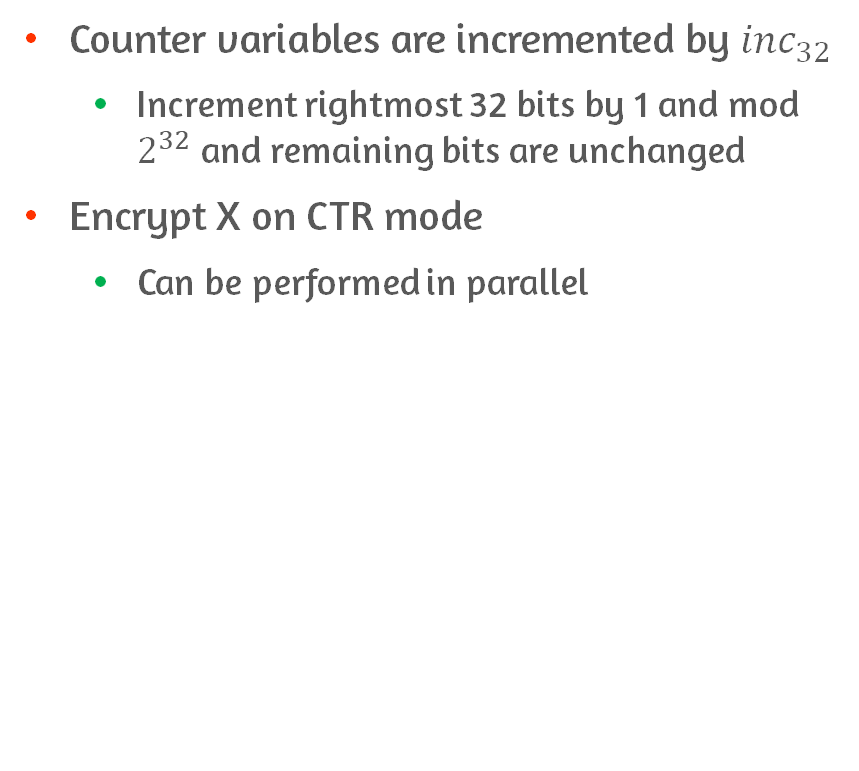 • Counter variables are incremented by inc₃₂
• Increment rightmost 32 bits by 1 and mod
2³² and remaining bits are unchanged
• Encrypt X on CTR mode
• Can be performed in parallel